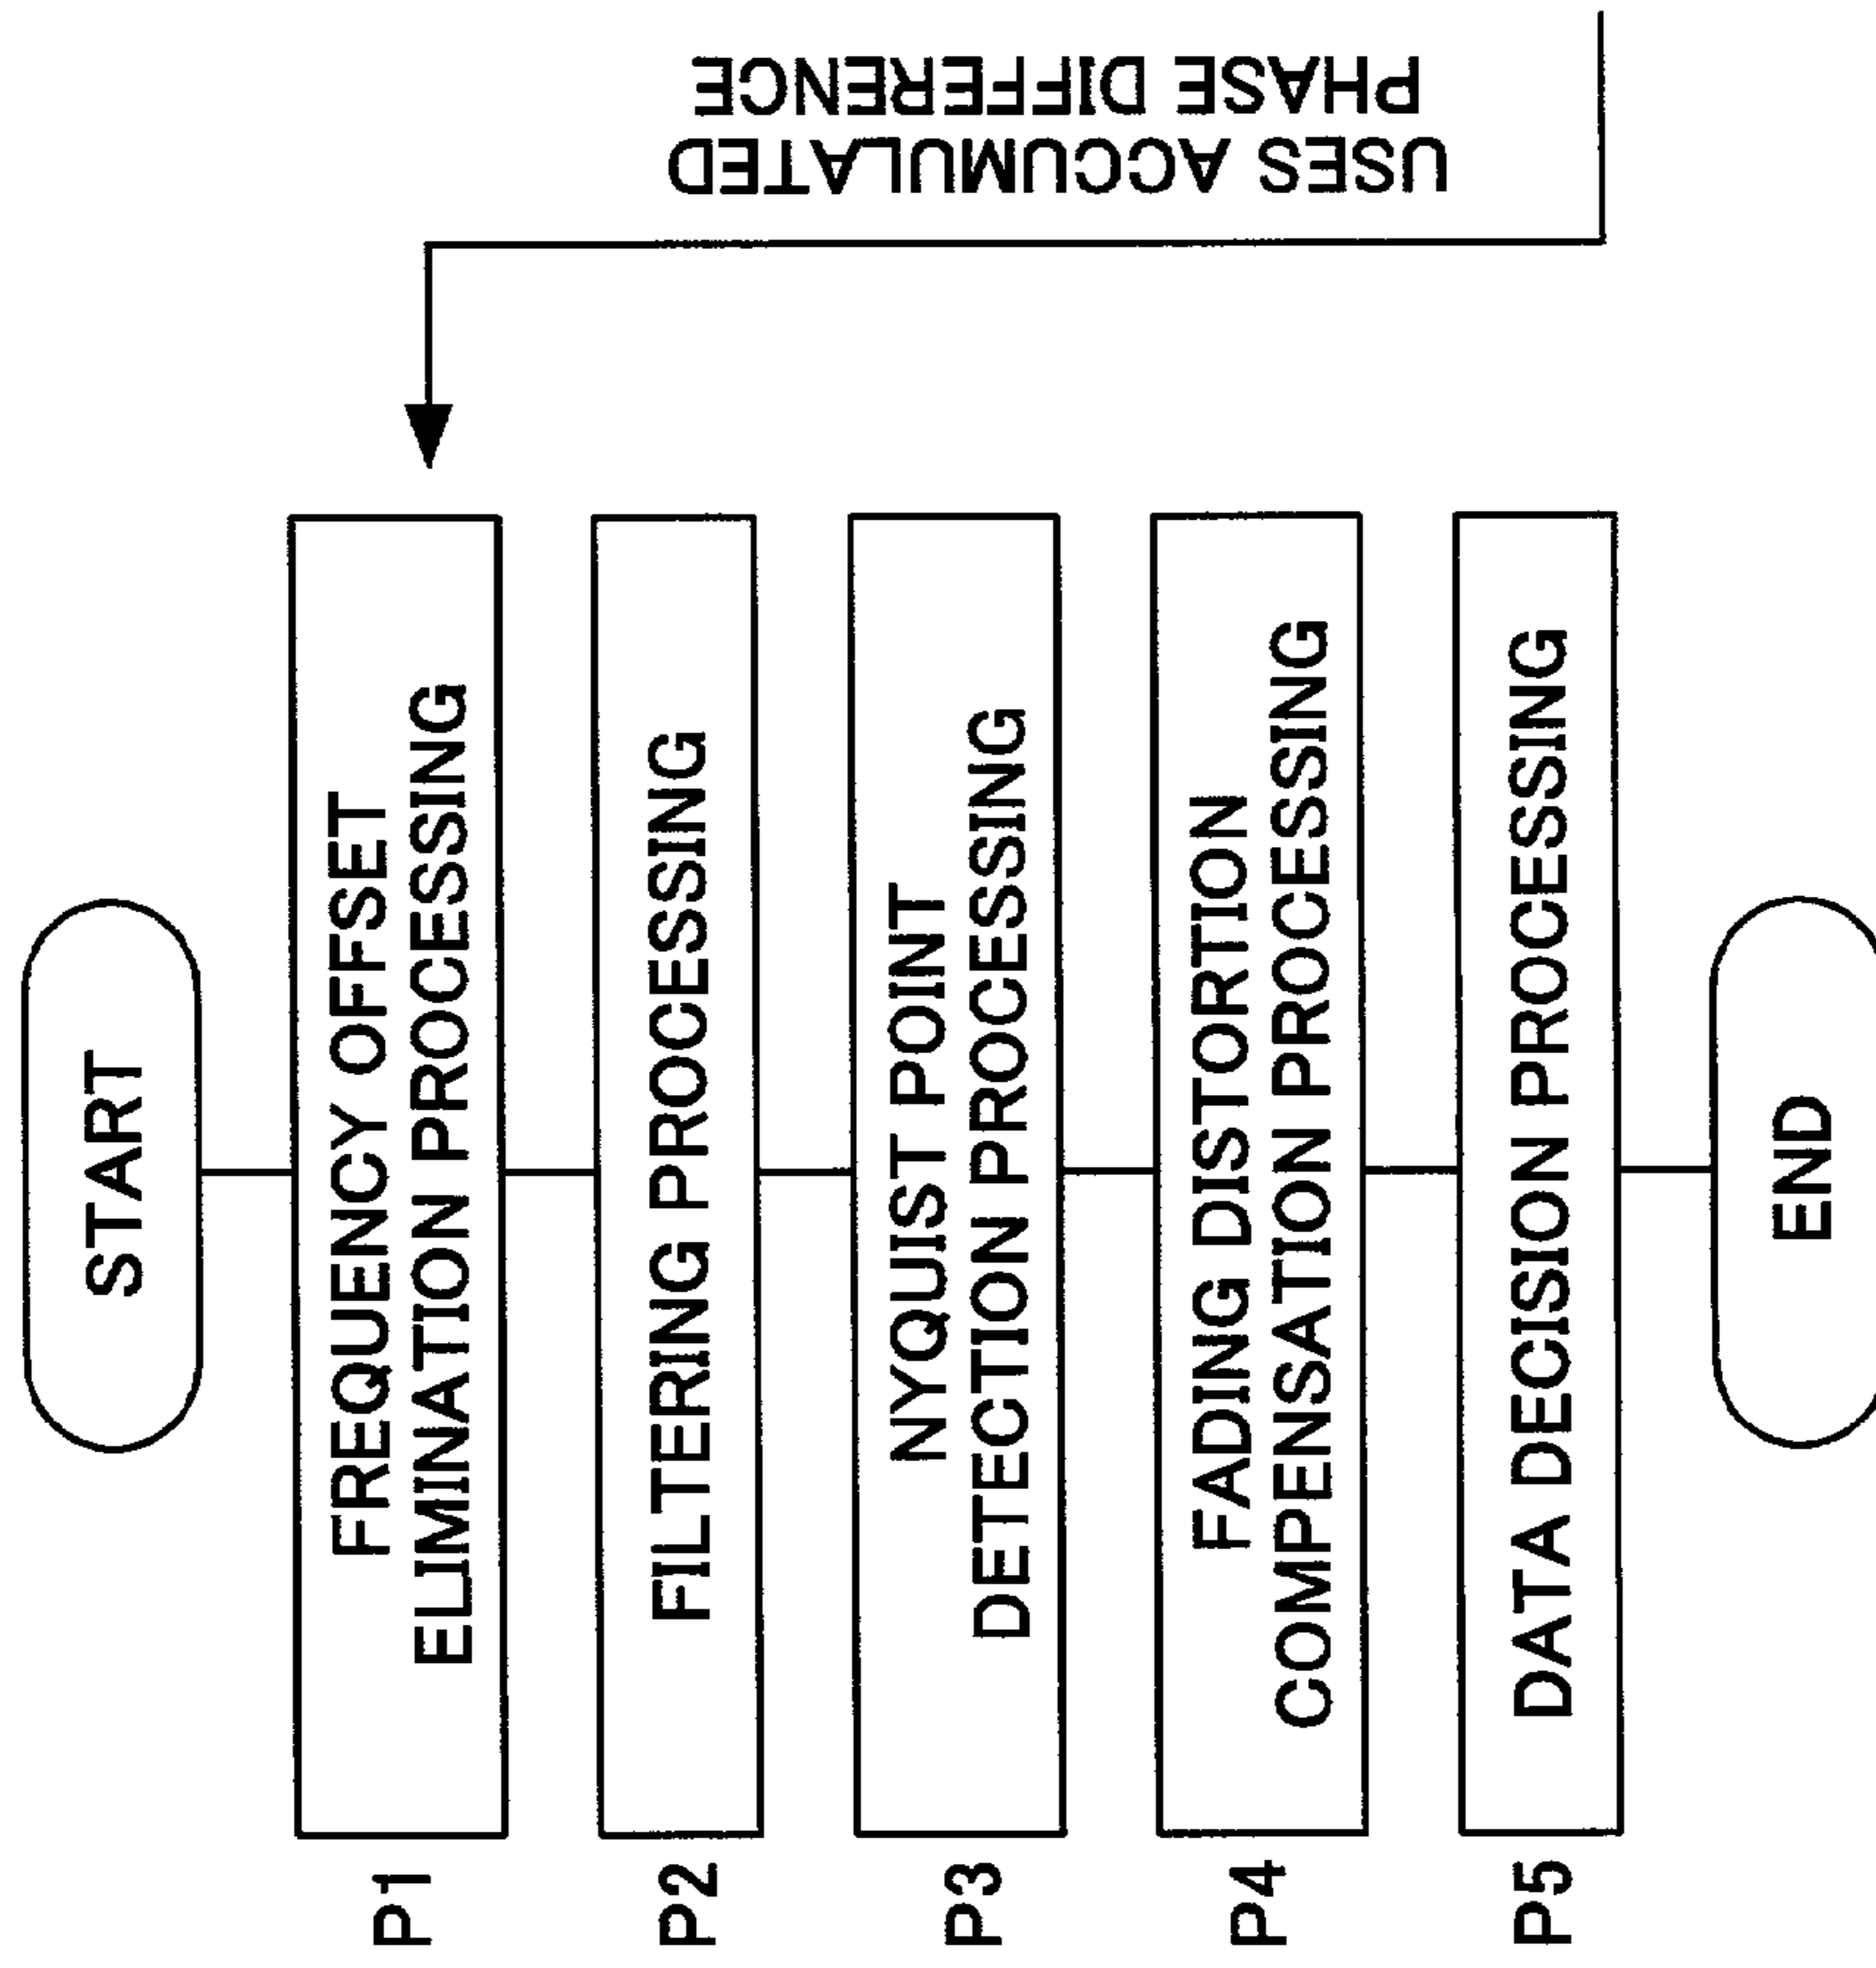 START
P1
FREQUENCY OFFSET
ELIMINATION PROCESSING
USES ACCUMULATED
PHASE DIFFERENCE
P2
FILTERING PROCESSING
P3
NYQUIST POINT
DETECTION PROCESSING
P4
FADING DISTORTION
COMPENSATION PROCESSING
P5
DATA DECISION PROCESSING
END